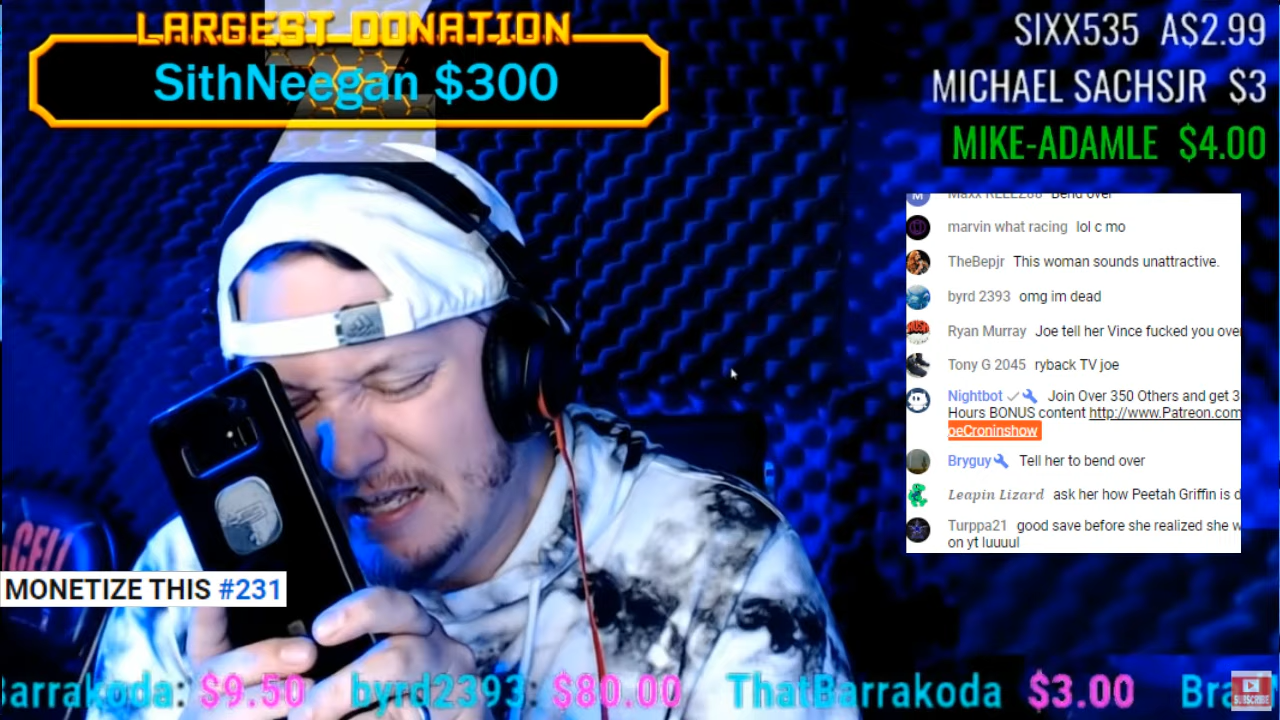 LARGEST DONATION
SithNeegan $300
SIXX535 A$2.99
MICHAEL SACHSJR $3
MIKE-ADAMLE $4.00
Bend over
marvin what racing lol c mo
TheBepjr This woman sounds unattractive.
byrd 2393 omg im dead
Ryan Murray Joe tell her Vince fucked you over
Tony G 2045 ryback TV joe
Nightbot Join Over 350 Others and get 3
Hours BONUS content http://www.Patreon.com
oeCroninshow
Bryguy Tell her to bend over
Leapin Lizard ask her how Peetah Griffin is d
Turppa21 good save before she realized she w
on yt luuuul
CELL
MONETIZE THIS #231
Barrakoda: $9.50 byrd2393 $80.00 ThatBarrakoda $3.00 Bra
SUBSCRIBE